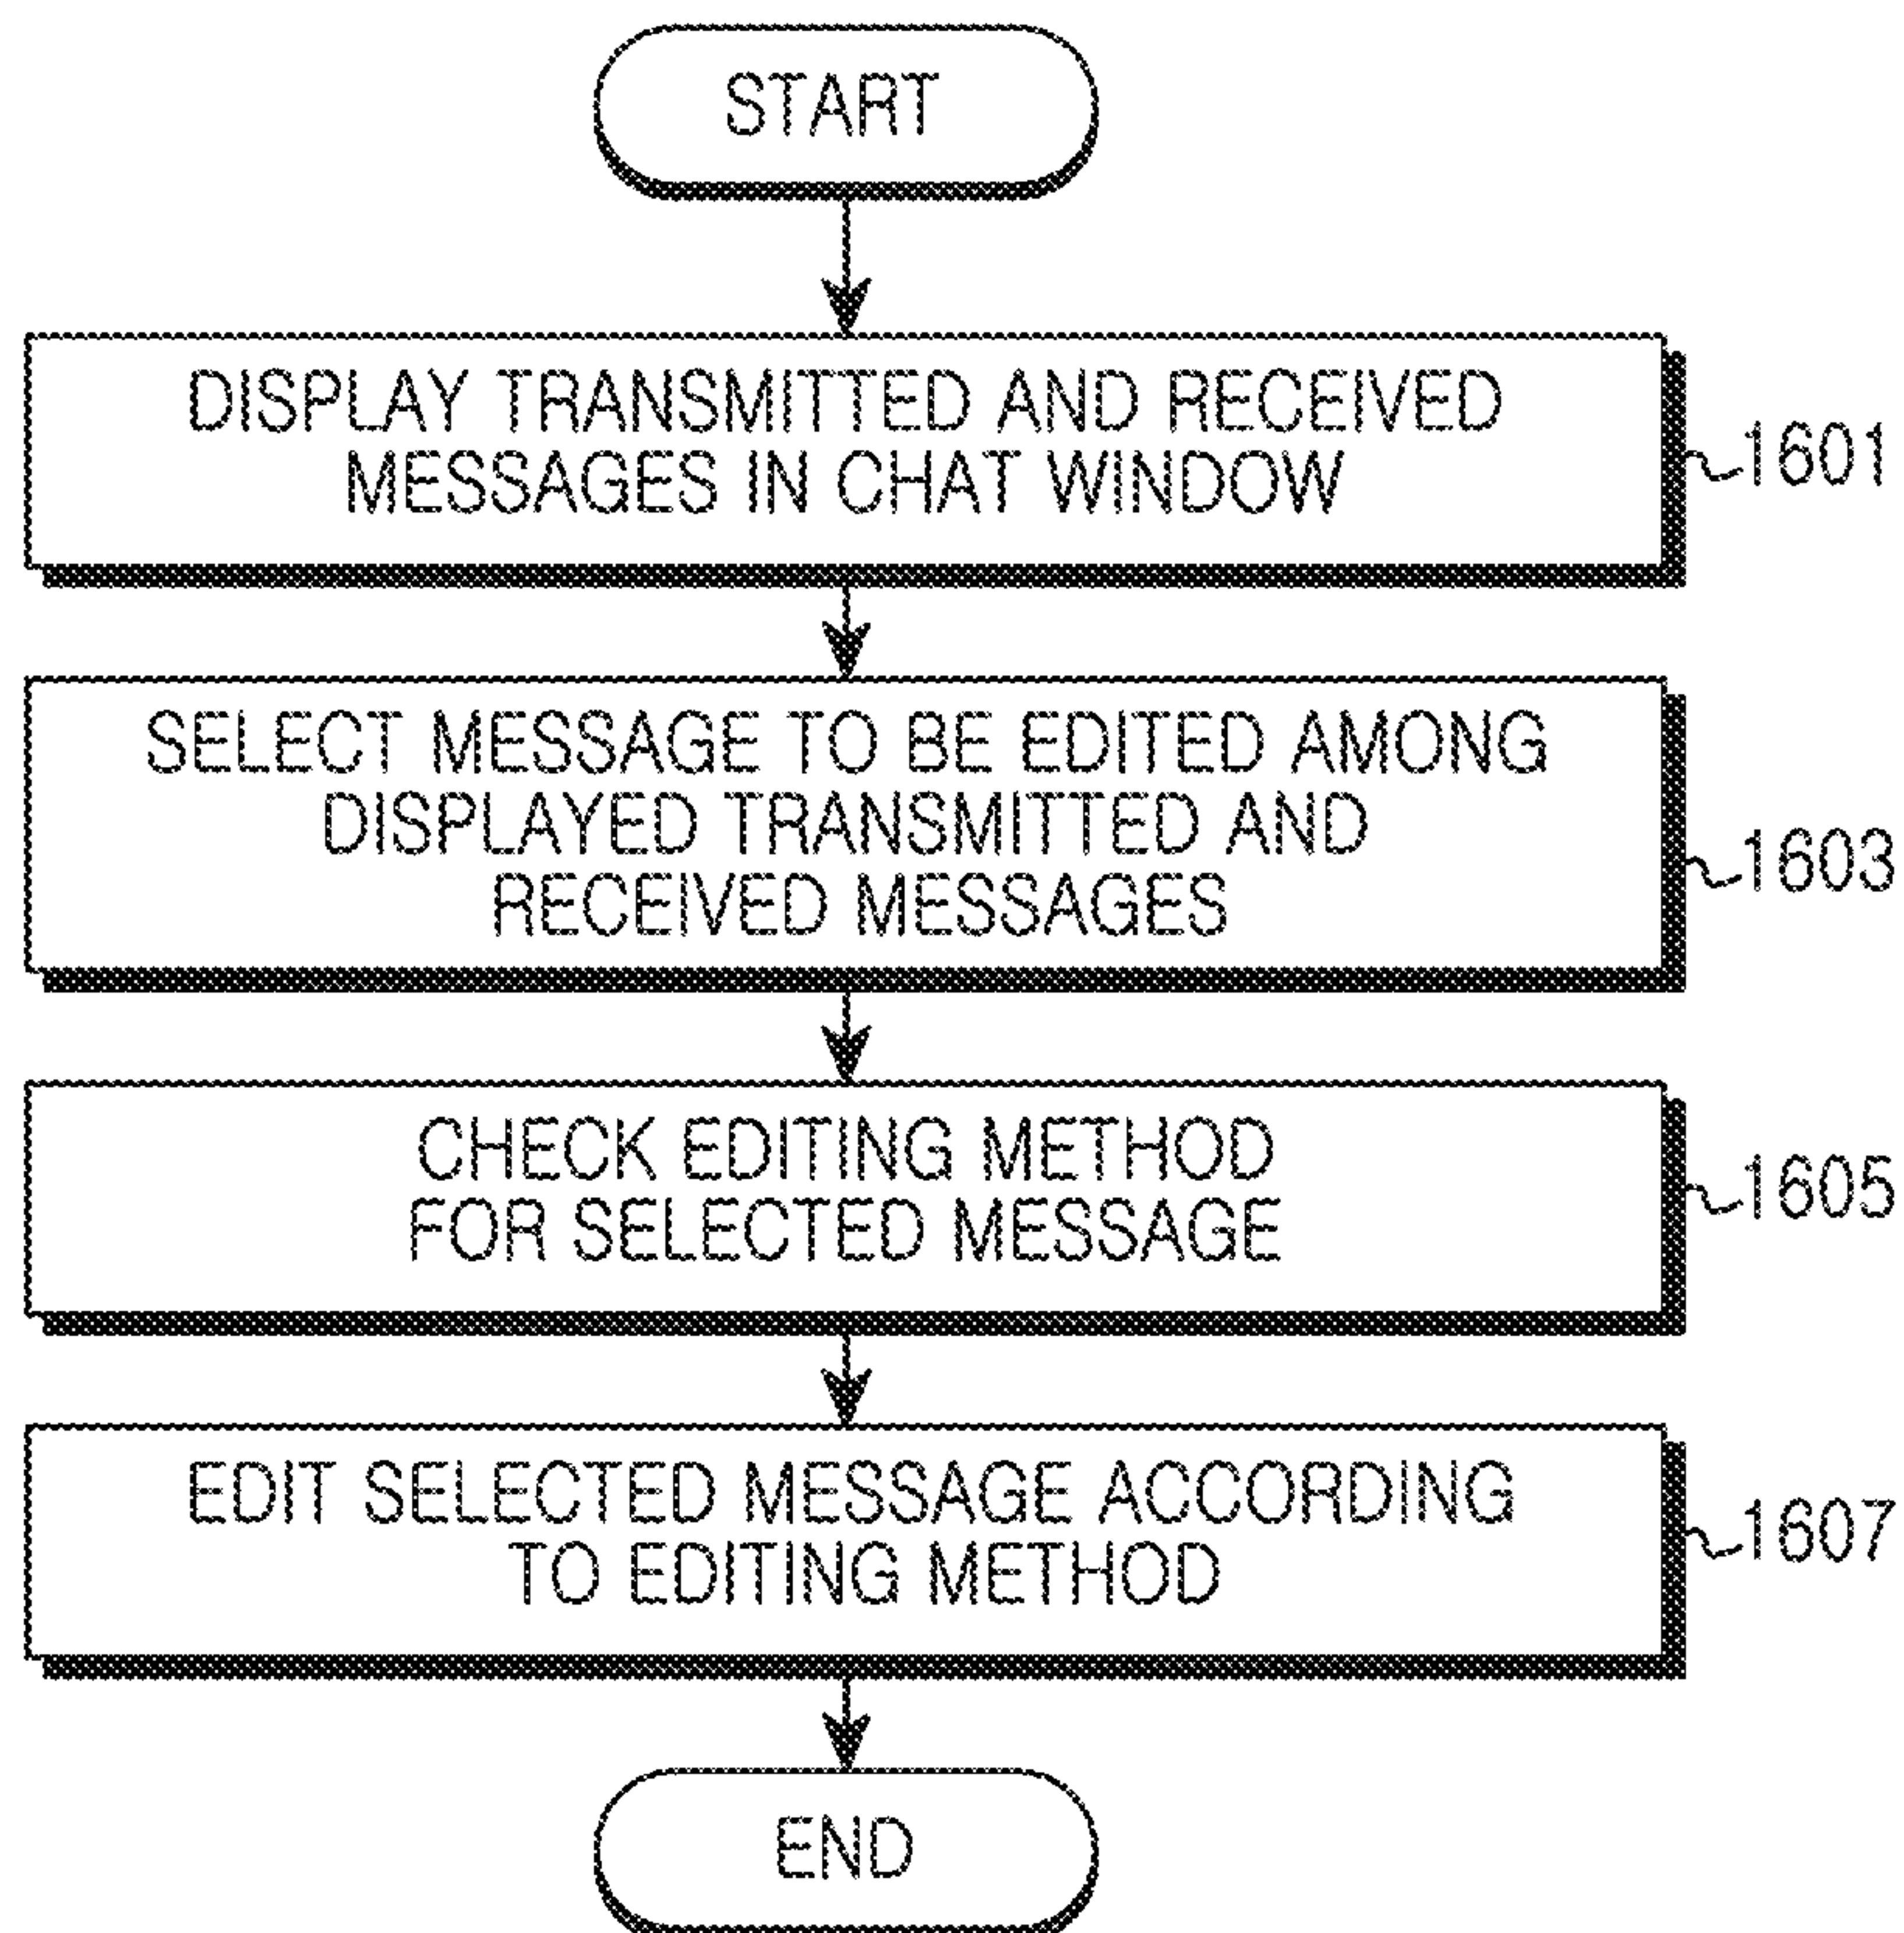 START
DISPLAY TRANSMITTED AND RECEIVED
MESSAGES IN CHAT WINDOW
1601
SELECT MESSAGE TO BE EDITED AMONG
DISPLAYED TRANSMITTED AND
RECEIVED MESSAGES
1603
CHECK EDITING METHOD
FOR SELECTED MESSAGE
1605
EDIT SELECTED MESSAGE ACCORDING
TO EDITING METHOD
1607
END